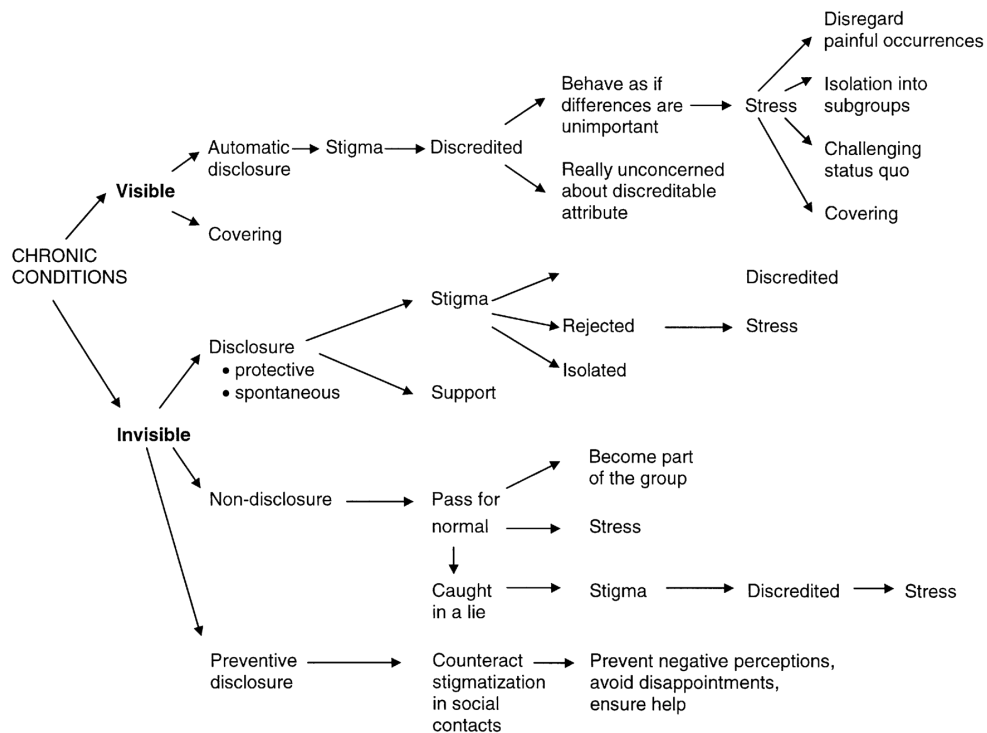 Disregard
painful occurrences
Behave as if
differences are
unimportant
Stress
Isolation into
subgroups
Automatic
disclosure
Stigma
Discredited
Challenging
status quo
Visible
Really unconcerned
about discreditable
attribute
Covering
Covering
CHRONIC
CONDITIONS
Discredited
Stigma
Rejected
Stress
Disclosure
• protective
• spontaneous
Isolated
Support
Invisible
Become part
of the group
Non-disclosure
Pass for
normal
Stress
Caught
in a lie
Stigma
Discredited
Stress
Preventive
disclosure
Counteract
stigmatization
in social
contacts
Prevent negative perceptions,
avoid disappointments,
ensure help